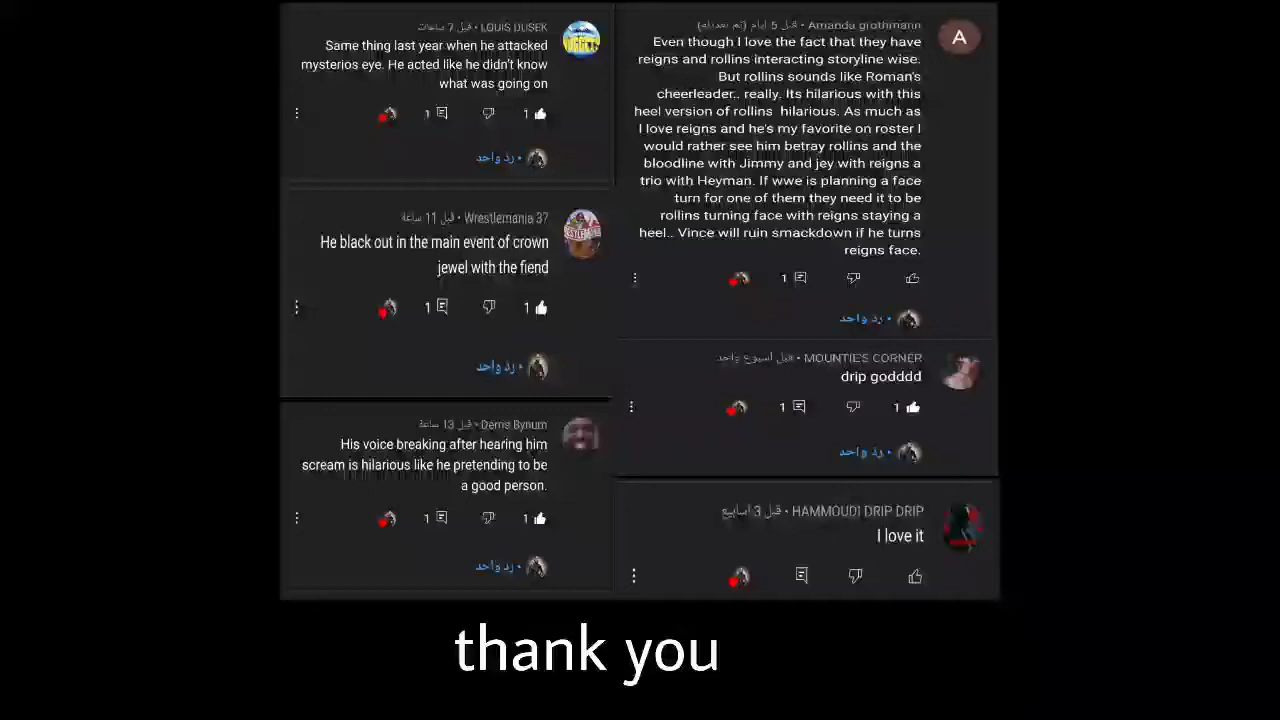 LOUIS DUSEK • قبل 7 ساعات
Same thing last year when he attacked
mysterios eye. He acted like he didn't know
what was going on
1
1
• رد واحد
Wrestlemania 37 • قبل 11 ساعة
He black out in the main event of crown
jewel with the fiend
1
1
• رد واحد
Derris Bynum • قبل 13 ساعة
His voice breaking after hearing him
scream is hilarious like he pretending to be
a good person.
1
1
• رد واحد
Amanda grothmann • قبل 5 أيام (تم تعديله)
A
Even though I love the fact that they have
reigns and rollins interacting storyline wise.
But rollins sounds like Roman's
cheerleader.. really. Its hilarious with this
heel version of rollins hilarious. As much as
I love reigns and he's my favorite on roster I
would rather see him betray rollins and the
bloodline with Jimmy and jey with reigns a
trio with Heyman. If wwe is planning a face
turn for one of them they need it to be
rollins turning face with reigns staying a
heel.. Vince will ruin smackdown if he turns
reigns face.
1
• رد واحد
MOUNTIE'S CORNER • قبل أسبوع واحد
drip godddd
1
1
• رد واحد
HAMMOUDI DRIP DRIP • قبل 3 أسابيع
I love it
thank you